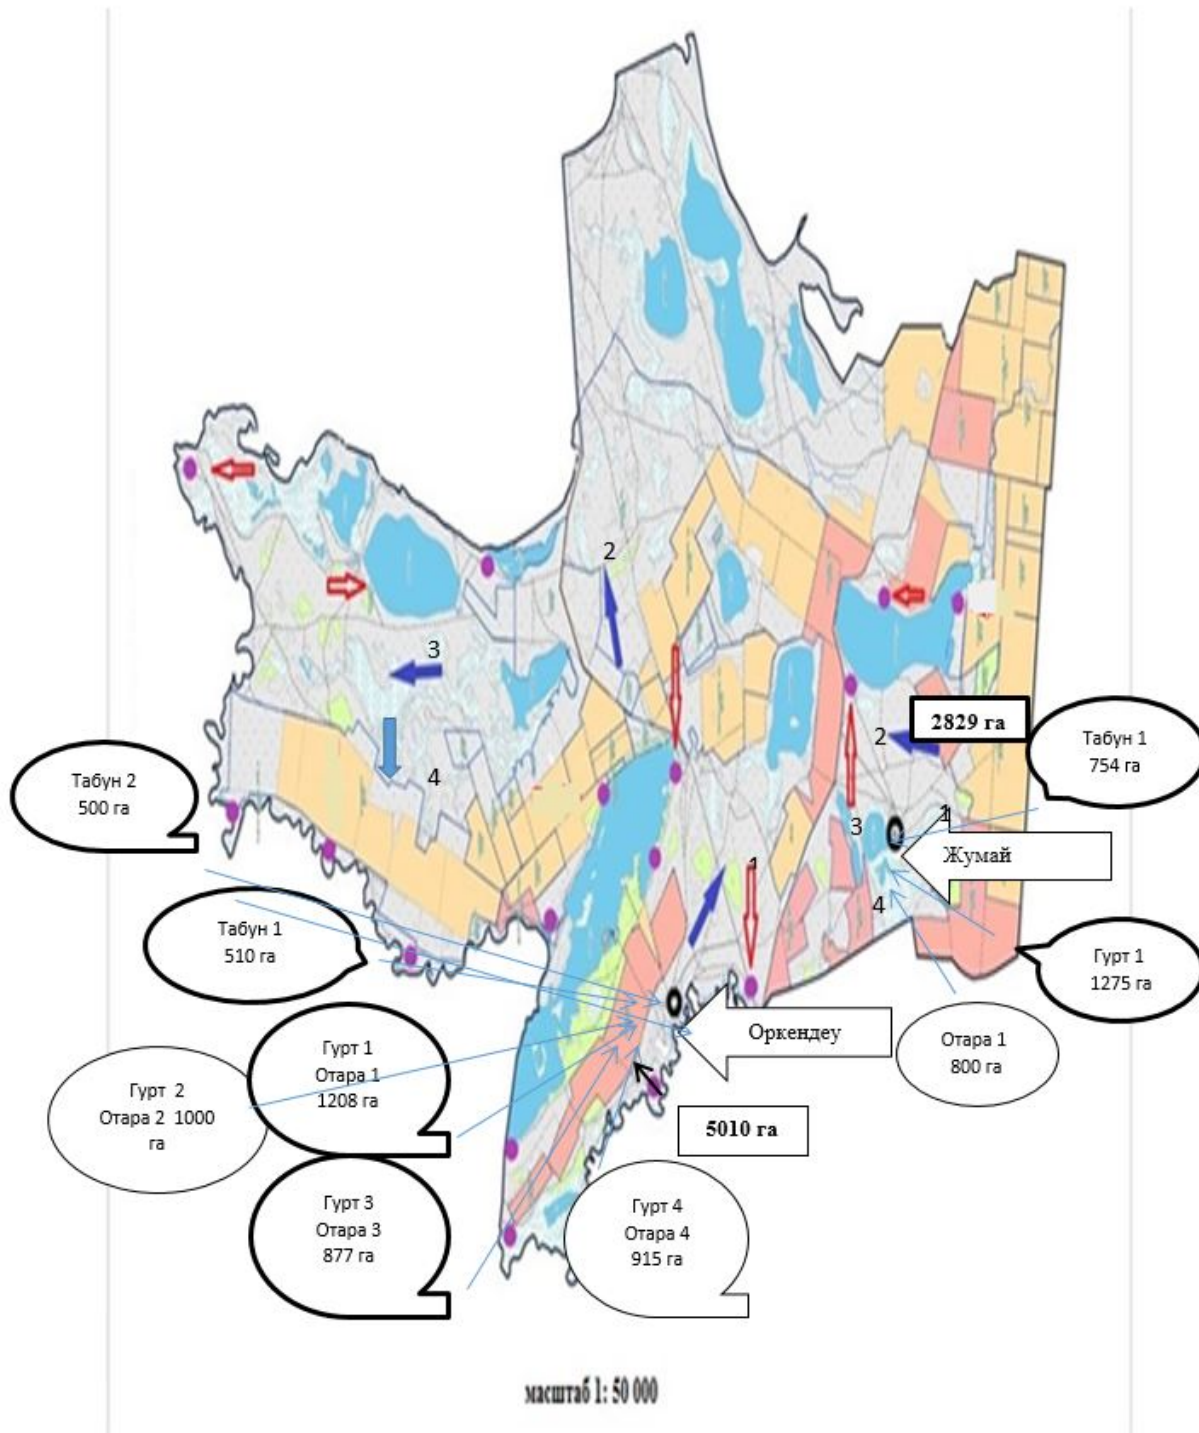 2
3
2829 га
2
Табун 1
754 га
Табун 2
500 га
4
1
3
Жумай
1
4
Табун 1
510 га
Гурт 1
1275 га
Оркендеу
Отара 1
800 га
Гурт 1
Отара 1
1208 га
Гурт 2
Отара 2 1000
га
5010 га
Гурт 3
Отара 3
877 га
Гурт 4
Отара 4
915 га
масштаб 1: 50 000